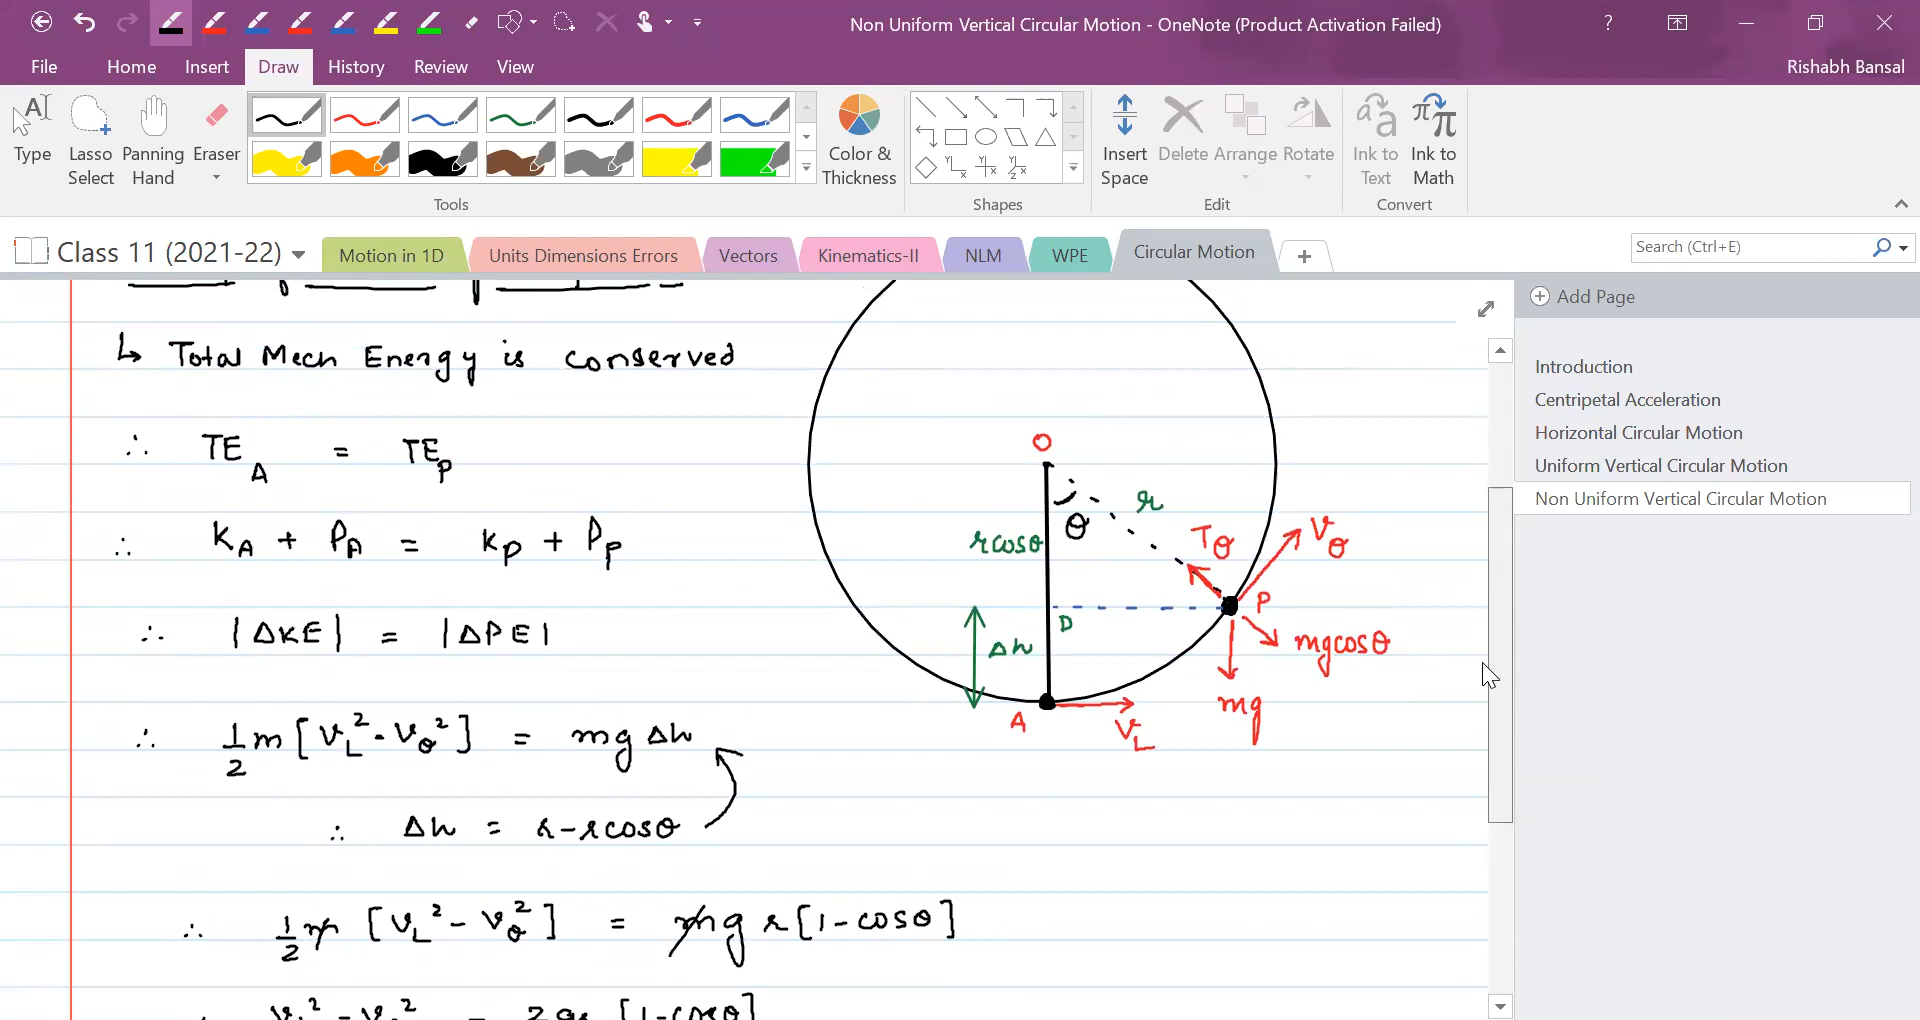 Non Uniform Vertical Circular Motion - OneNote (Product Activation Failed)
?
File Home Insert Draw History Review View
Rishabh Bansal
Type
Lasso Select
Panning Hand
Eraser
Color & Thickness
Insert Space
Delete
Arrange
Rotate
Ink to Text
Ink to Math
Tools
Shapes
Edit
Convert
Class 11 (2021-22)
Motion in 1D
Units Dimensions Errors
Vectors
Kinematics-II
NLM
WPE
Circular Motion
Search (Ctrl+E)
Add Page
Introduction
Centripetal Acceleration
Horizontal Circular Motion
Uniform Vertical Circular Motion
Non Uniform Vertical Circular Motion
↳ Total Mech Energy is conserved
∴ TE_A = TE_P
∴ K_A + P_A = K_P + P_P
∴ |ΔKE| = |ΔPE|
∴ 1/2 m [V_L² - V_θ²] = mg Δh
∴ Δh = r - r cosθ
∴ 1/2 m [V_L² - V_θ²] = mg r [1 - cosθ]
O
θ
r
r cosθ
T_θ
V_θ
P
D
Δh
mg cosθ
mg
A
V_L